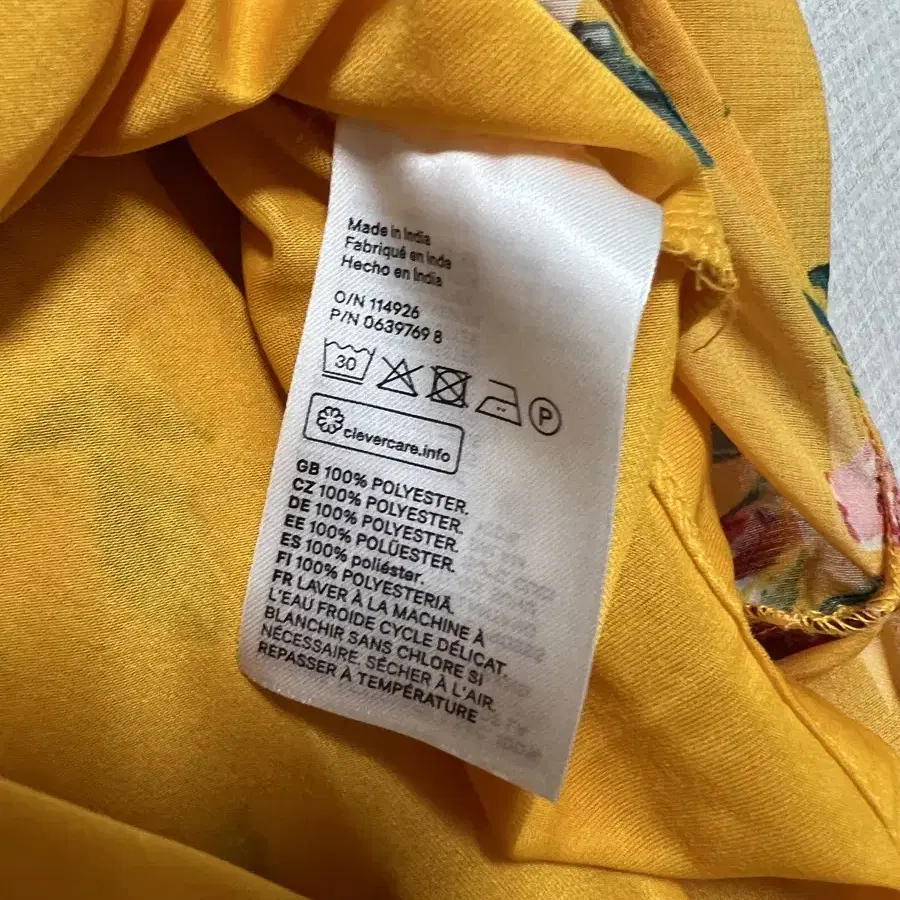 Made in India
Fabriqué en Inde
Hecho en India
O/N 114926
P/N 0639769 8
30
P
clevercare.info
GB 100% POLYESTER.
CZ 100% POLYESTER.
DE 100% POLYESTER.
EE 100% POLÜESTER.
ES 100% poliéster.
FI 100% POLYESTERIÄ.
FR LAVER À LA MACHINE À
L'EAU FROIDE CYCLE DÉLICAT.
BLANCHIR SANS CHLORE SI
NÉCESSAIRE. SÉCHER À L'AIR.
REPASSER À TEMPÉRATURE